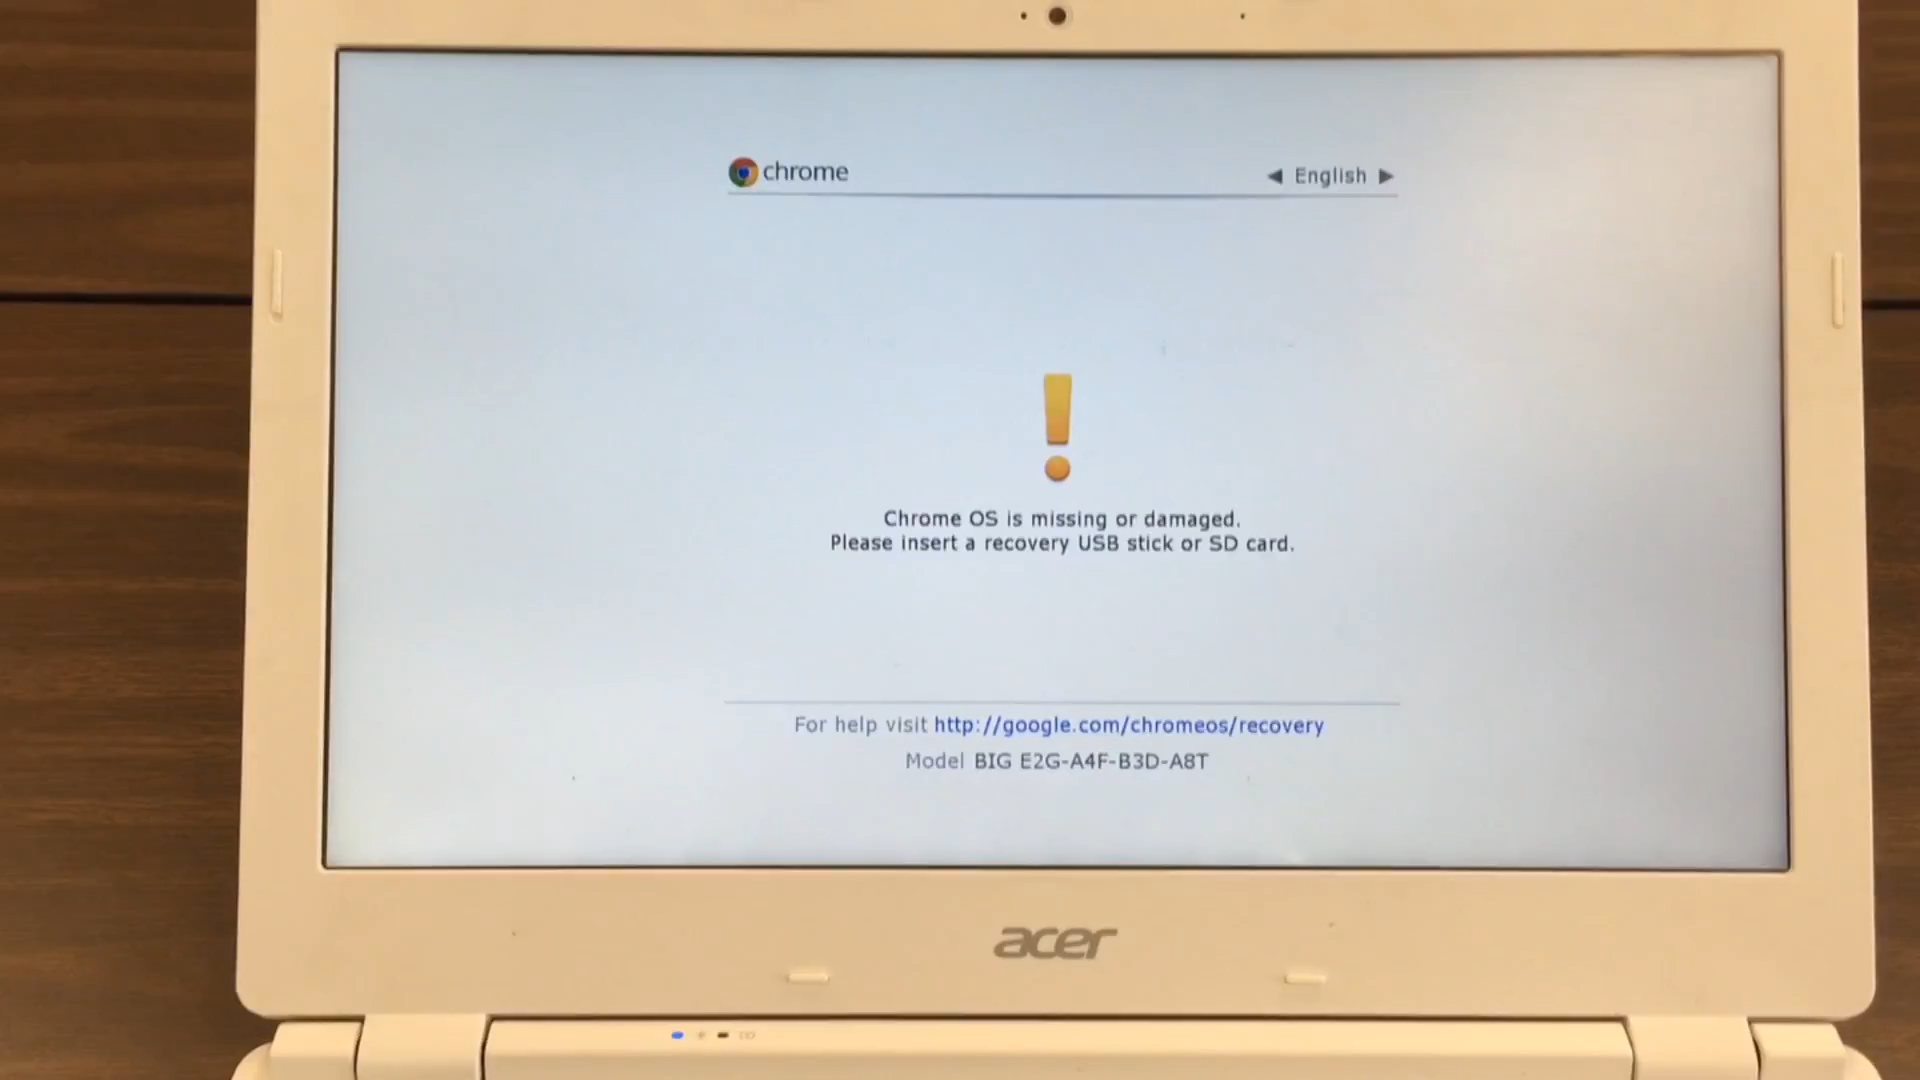 chrome
◀ English ▶
Chrome OS is missing or damaged.
Please insert a recovery USB stick or SD card.
For help visit http://google.com/chromeos/recovery
Model BIG E2G-A4F-B3D-A8T
acer